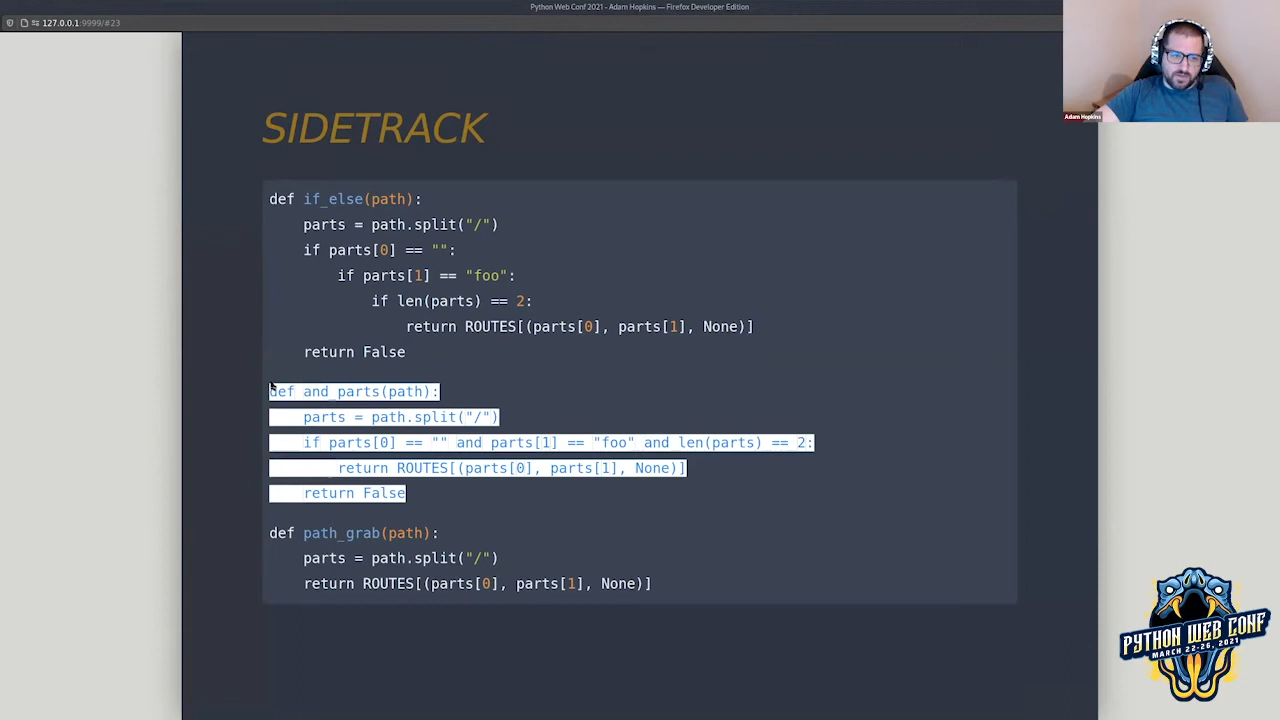 Python Web Conf 2021 - Adam Hopkins — Firefox Developer Edition
127.0.0.1:9999/#23
Adam Hopkins
SIDETRACK
def if_else(path):
    parts = path.split("/")
    if parts[0] == "":
        if parts[1] == "foo":
            if len(parts) == 2:
                return ROUTES[(parts[0], parts[1], None)]
    return False
def and_parts(path):
    parts = path.split("/")
    if parts[0] == "" and parts[1] == "foo" and len(parts) == 2:
        return ROUTES[(parts[0], parts[1], None)]
    return False
def path_grab(path):
    parts = path.split("/")
    return ROUTES[(parts[0], parts[1], None)]
PYTHON WEB CONF
MARCH 22-26, 2021